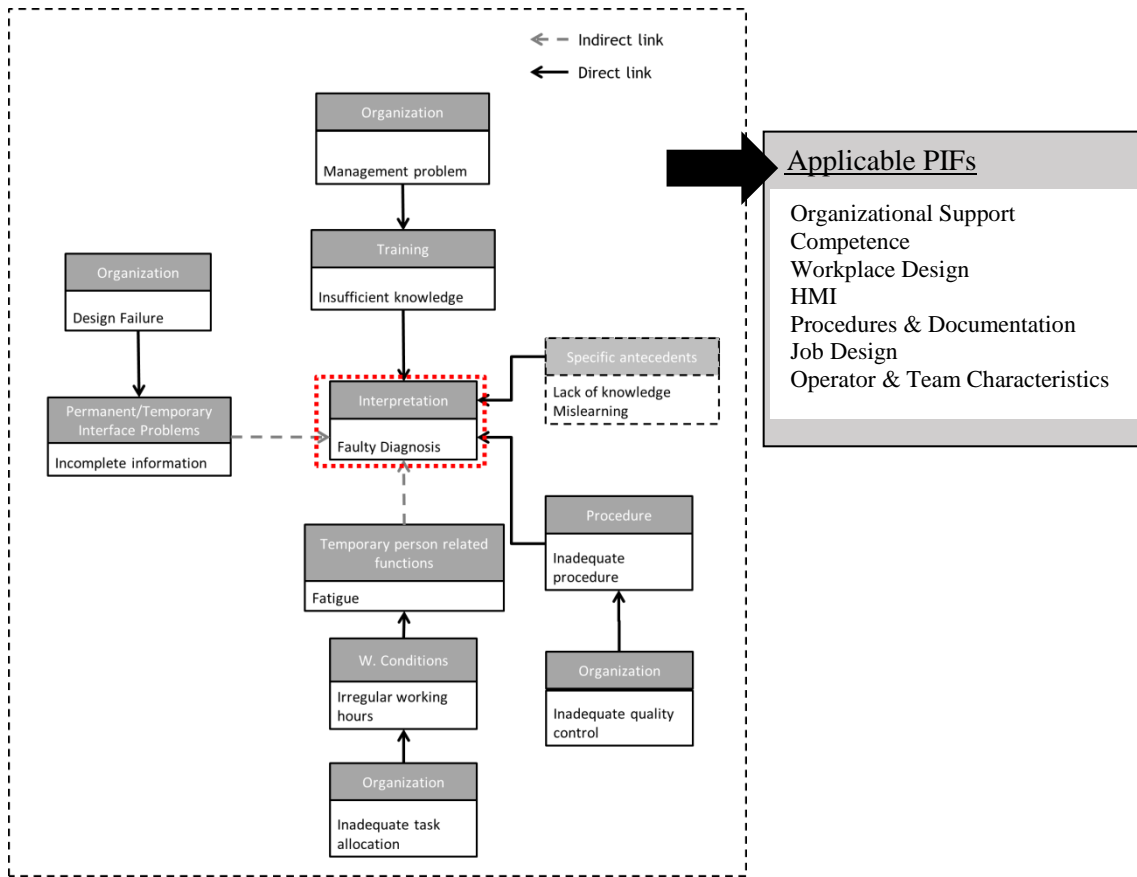 Indirect link
Direct link
Organization
Management problem
Training
Insufficient knowledge
Organization
Design Failure
Specific antecedents
Lack of knowledge
Mislearning
Interpretation
Faulty Diagnosis
Permanent/Temporary
Interface Problems
Incomplete information
Procedure
Inadequate
procedure
Temporary person related
functions
Fatigue
W. Conditions
Irregular working
hours
Organization
Inadequate quality
control
Organization
Inadequate task
allocation
Applicable PIFs
Organizational Support
Competence
Workplace Design
HMI
Procedures & Documentation
Job Design
Operator & Team Characteristics